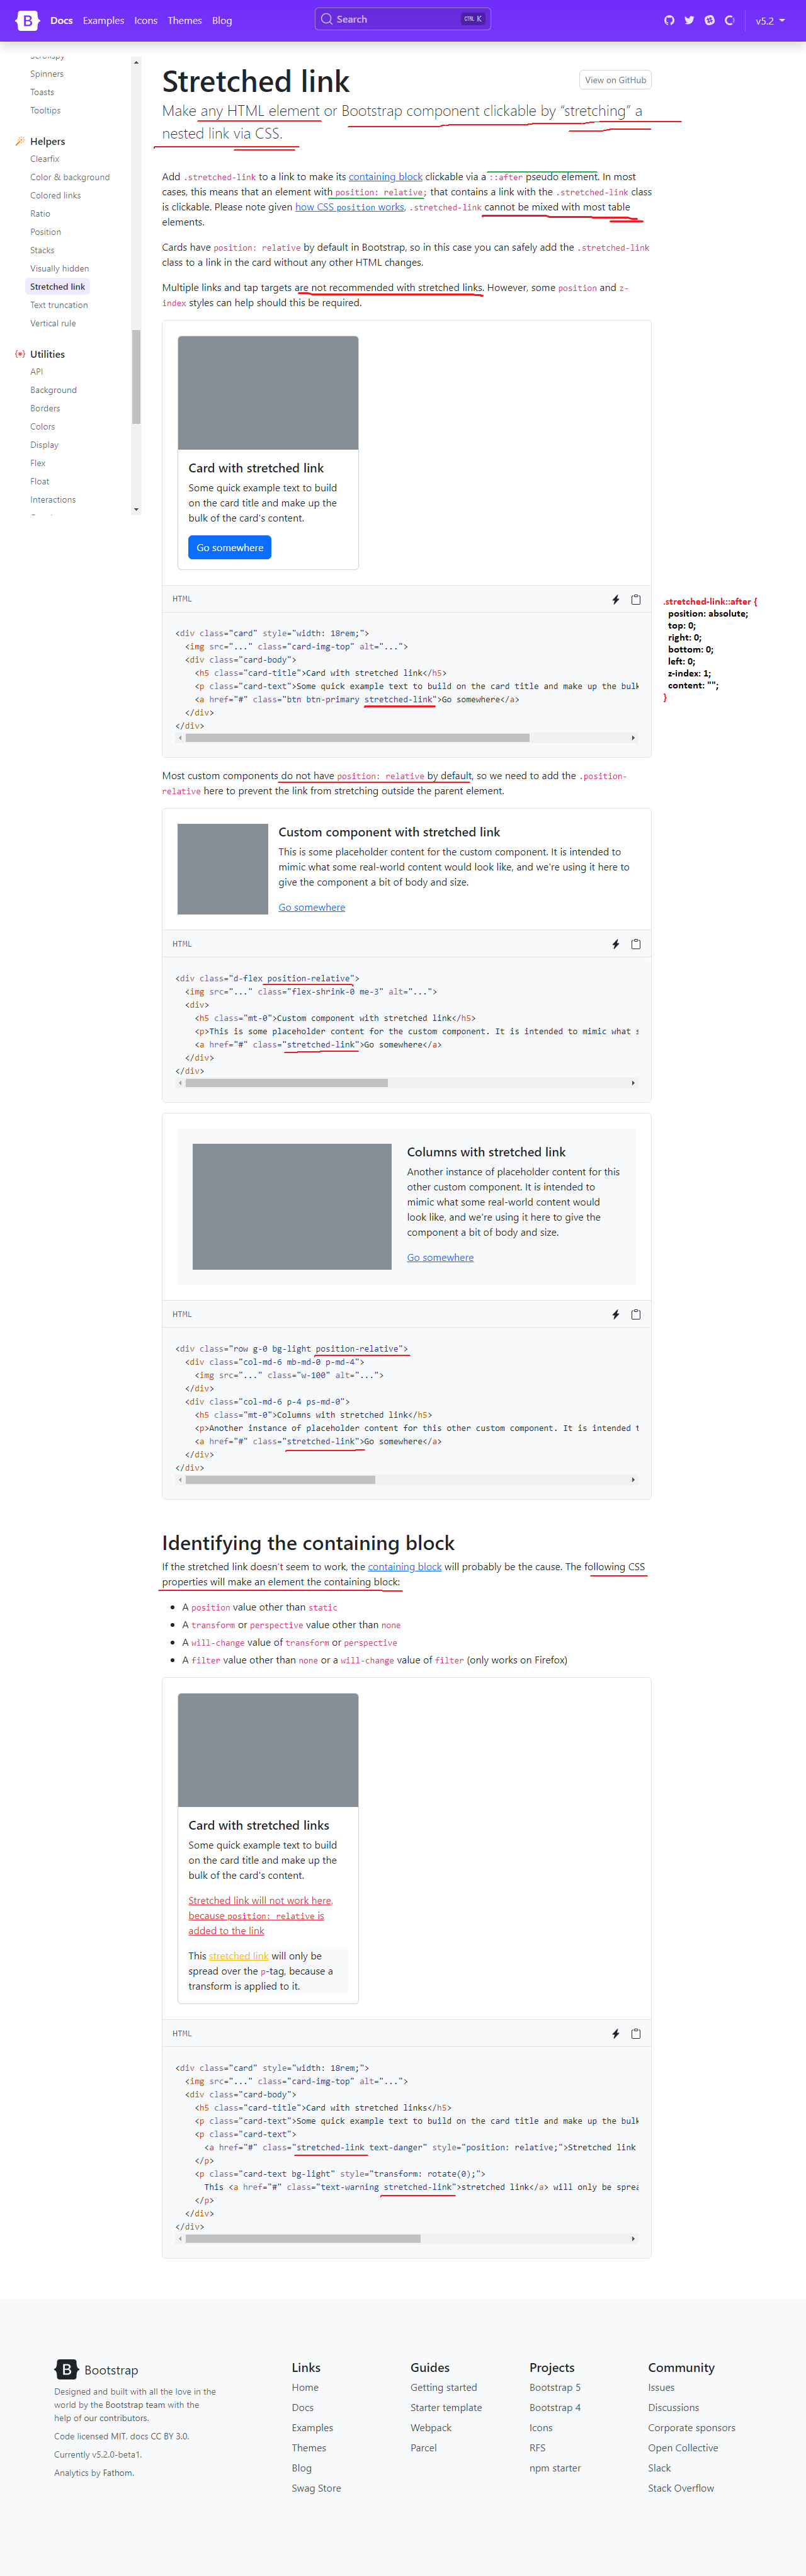 Docs Examples Icons Themes Blog Search CTRL K v5.2
Spinners
Toasts
Tooltips
Helpers
Clearfix
Color & background
Colored links
Ratio
Position
Stacks
Visually hidden
Stretched link
Text truncation
Vertical rule
Utilities
API
Background
Borders
Colors
Display
Flex
Float
Interactions
Stretched link
View on GitHub
Make any HTML element or Bootstrap component clickable by “stretching” a
nested link via CSS.
Add .stretched-link to a link to make its containing block clickable via a ::after pseudo element. In most
cases, this means that an element with position: relative; that contains a link with the .stretched-link class
is clickable. Please note given how CSS position works, .stretched-link cannot be mixed with most table
elements.
Cards have position: relative by default in Bootstrap, so in this case you can safely add the .stretched-link
class to a link in the card without any other HTML changes.
Multiple links and tap targets are not recommended with stretched links. However, some position and z-
index styles can help should this be required.
Card with stretched link
Some quick example text to build
on the card title and make up the
bulk of the card's content.
Go somewhere
HTML
<div class="card" style="width: 18rem;">
<img src="..." class="card-img-top" alt="...">
<div class="card-body">
<h5 class="card-title">Card with stretched link</h5>
<p class="card-text">Some quick example text to build on the card title and make up the bulk
<a href="#" class="btn btn-primary stretched-link">Go somewhere</a>
</div>
</div>
.stretched-link::after {
position: absolute;
top: 0;
right: 0;
bottom: 0;
left: 0;
z-index: 1;
content: "";
}
Most custom components do not have position: relative by default, so we need to add the .position-
relative here to prevent the link from stretching outside the parent element.
Custom component with stretched link
This is some placeholder content for the custom component. It is intended to
mimic what some real-world content would look like, and we're using it here to
give the component a bit of body and size.
Go somewhere
HTML
<div class="d-flex position-relative">
<img src="..." class="flex-shrink-0 me-3" alt="...">
<div>
<h5 class="mt-0">Custom component with stretched link</h5>
<p>This is some placeholder content for the custom component. It is intended to mimic what s
<a href="#" class="stretched-link">Go somewhere</a>
</div>
</div>
Columns with stretched link
Another instance of placeholder content for this
other custom component. It is intended to
mimic what some real-world content would
look like, and we're using it here to give the
component a bit of body and size.
Go somewhere
HTML
<div class="row g-0 bg-light position-relative">
<div class="col-md-6 mb-md-0 p-md-4">
<img src="..." class="w-100" alt="...">
</div>
<div class="col-md-6 p-4 ps-md-0">
<h5 class="mt-0">Columns with stretched link</h5>
<p>Another instance of placeholder content for this other custom component. It is intended t
<a href="#" class="stretched-link">Go somewhere</a>
</div>
</div>
Identifying the containing block
If the stretched link doesn’t seem to work, the containing block will probably be the cause. The following CSS
properties will make an element the containing block:
• A position value other than static
• A transform or perspective value other than none
• A will-change value of transform or perspective
• A filter value other than none or a will-change value of filter (only works on Firefox)
Card with stretched links
Some quick example text to build
on the card title and make up the
bulk of the card's content.
Stretched link will not work here,
because position: relative is
added to the link
This stretched link will only be
spread over the p-tag, because a
transform is applied to it.
HTML
<div class="card" style="width: 18rem;">
<img src="..." class="card-img-top" alt="...">
<div class="card-body">
<h5 class="card-title">Card with stretched links</h5>
<p class="card-text">Some quick example text to build on the card title and make up the bulk
<p class="card-text">
<a href="#" class="stretched-link text-danger" style="position: relative;">Stretched link
</p>
<p class="card-text bg-light" style="transform: rotate(0);">
This <a href="#" class="text-warning stretched-link">stretched link</a> will only be sprea
</p>
</div>
</div>
Bootstrap
Designed and built with all the love in the
world by the Bootstrap team with the
help of our contributors.
Code licensed MIT, docs CC BY 3.0.
Currently v5.2.0-beta1.
Analytics by Fathom.
Links
Home
Docs
Examples
Themes
Blog
Swag Store
Guides
Getting started
Starter template
Webpack
Parcel
Projects
Bootstrap 5
Bootstrap 4
Icons
RFS
npm starter
Community
Issues
Discussions
Corporate sponsors
Open Collective
Slack
Stack Overflow